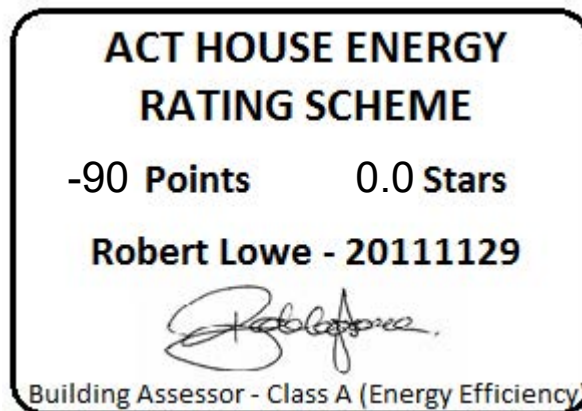 ACT HOUSE ENERGY
RATING SCHEME
-90 Points 0.0 Stars
Robert Lowe - 20111129
Building Assessor - Class A (Energy Efficiency)